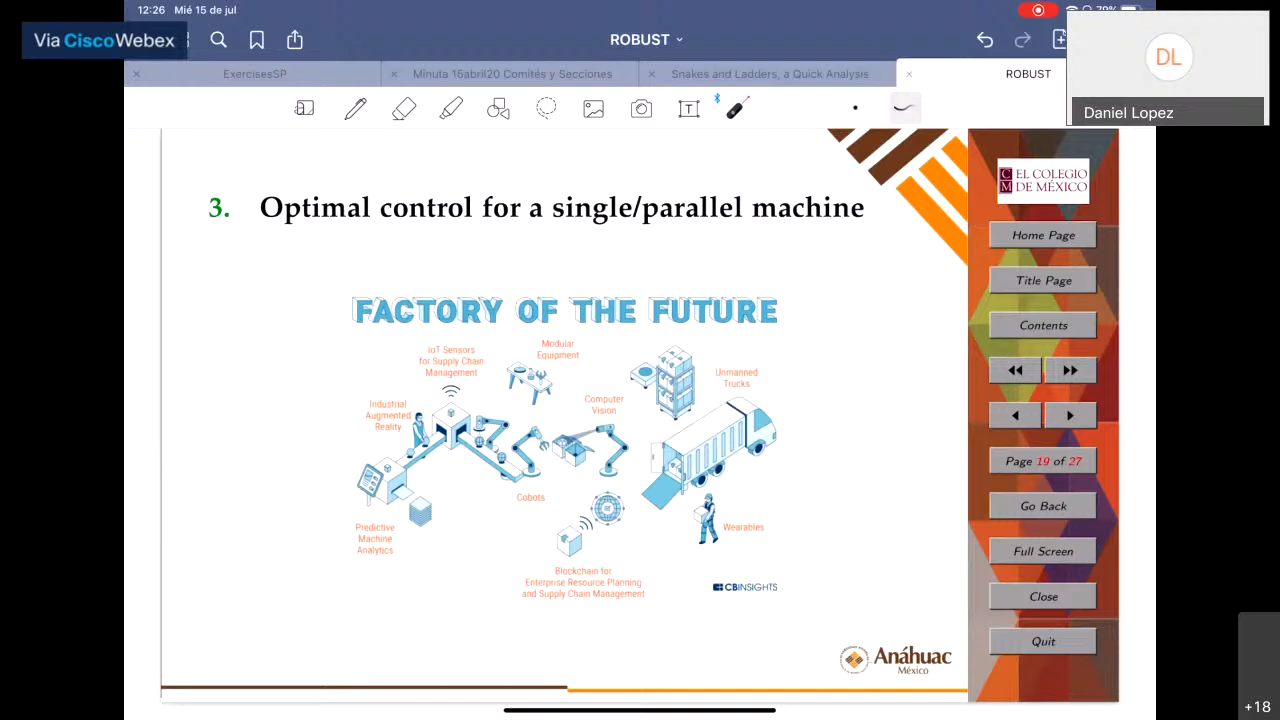 12:26 Mié 15 de jul
79%
Via CiscoWebex
ROBUST
ExercisesSP
Minuta 15abril20 Comités y Secciones
Snakes and Ladders, a Quick Analysis
ROBUST
T
DL
Daniel Lopez
3. Optimal control for a single/parallel machine
FACTORY OF THE FUTURE
IoT Sensors
for Supply Chain
Management
Modular
Equipment
Unmanned
Trucks
Industrial
Augmented
Reality
Computer
Vision
Cobots
Predictive
Machine
Analytics
Wearables
Blockchain for
Enterprise Resource Planning
and Supply Chain Management
CBINSIGHTS
Anáhuac
México
C
M
EL COLEGIO
DE MÉXICO
Home Page
Title Page
Contents
Page 19 of 27
Go Back
Full Screen
Close
Quit
+18